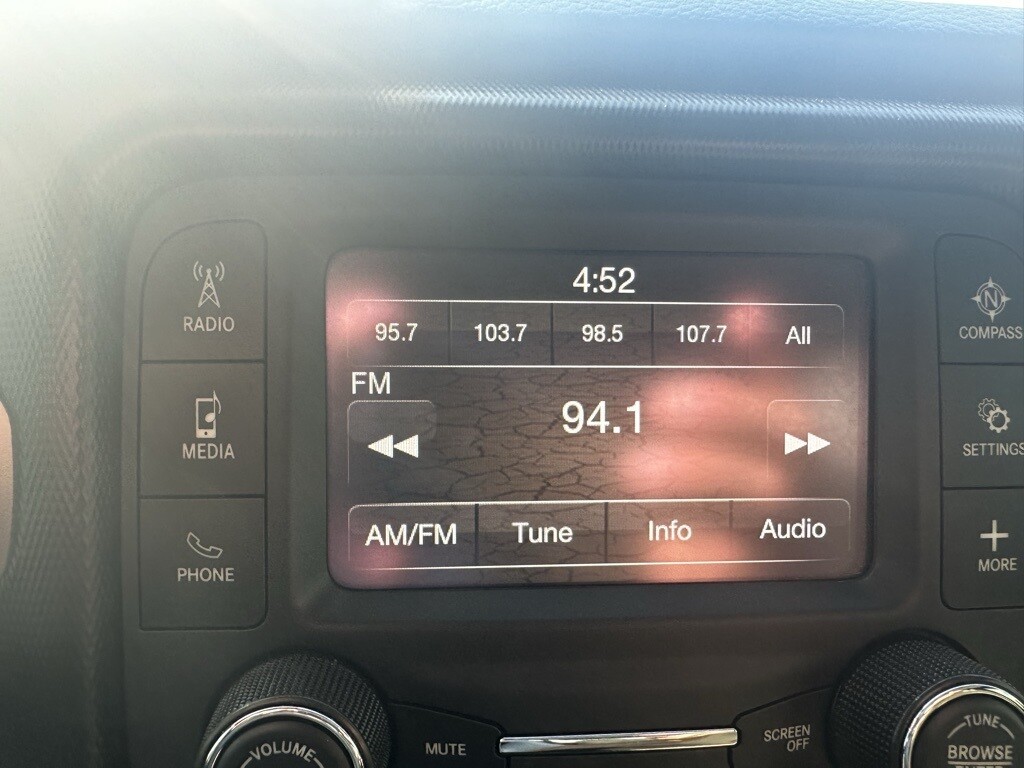 4:52
95.7 103.7 98.5 107.7 All
FM
94.1
AM/FM Tune Info Audio
RADIO
MEDIA
PHONE
N
COMPASS
SETTINGS
MORE
VOLUME
MUTE
SCREEN
OFF
TUNE
BROWSE